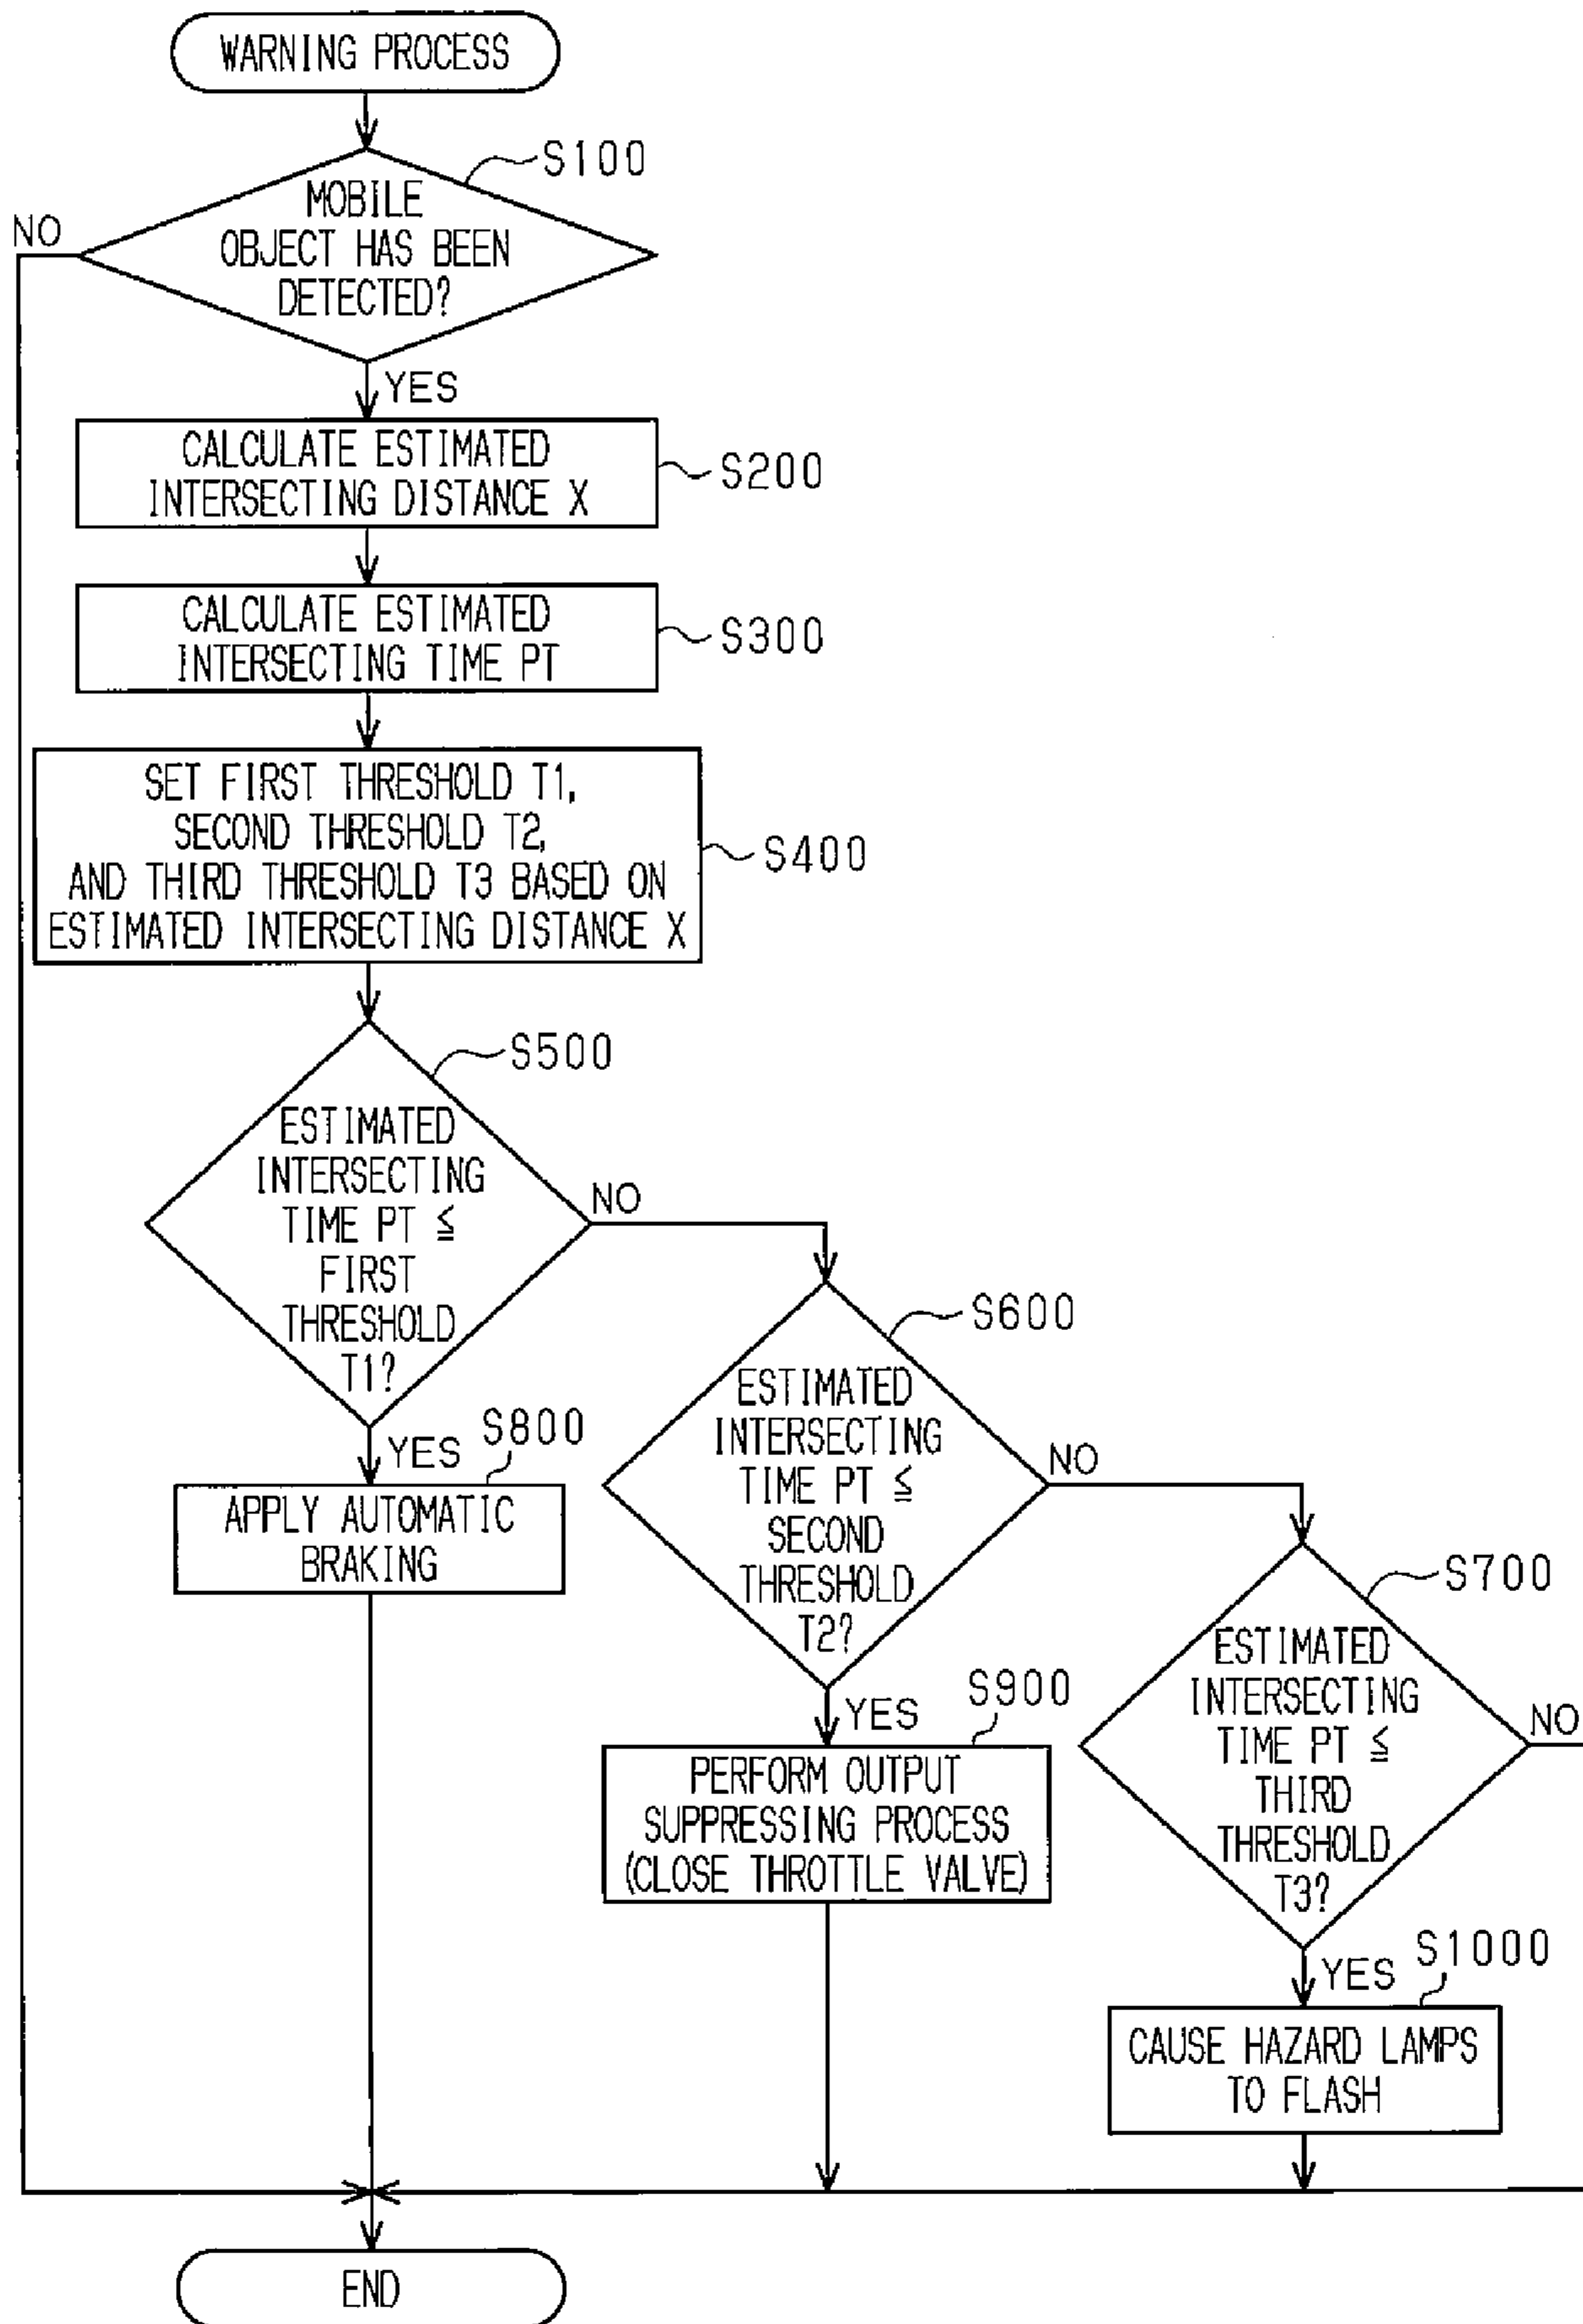 WARNING PROCESS
S100
MOBILE
OBJECT HAS BEEN
DETECTED?
NO
YES
CALCULATE ESTIMATED
INTERSECTING DISTANCE X
S200
CALCULATE ESTIMATED
INTERSECTING TIME PT
S300
SET FIRST THRESHOLD T1,
SECOND THRESHOLD T2,
AND THIRD THRESHOLD T3 BASED ON
ESTIMATED INTERSECTING DISTANCE X
S400
S500
ESTIMATED
INTERSECTING
TIME PT ≦
FIRST
THRESHOLD
T1?
NO
YES
S800
APPLY AUTOMATIC
BRAKING
S600
ESTIMATED
INTERSECTING
TIME PT ≦
SECOND
THRESHOLD
T2?
NO
YES
S900
PERFORM OUTPUT
SUPPRESSING PROCESS
(CLOSE THROTTLE VALVE)
S700
ESTIMATED
INTERSECTING
TIME PT ≦
THIRD
THRESHOLD
T3?
NO
YES
S1000
CAUSE HAZARD LAMPS
TO FLASH
END